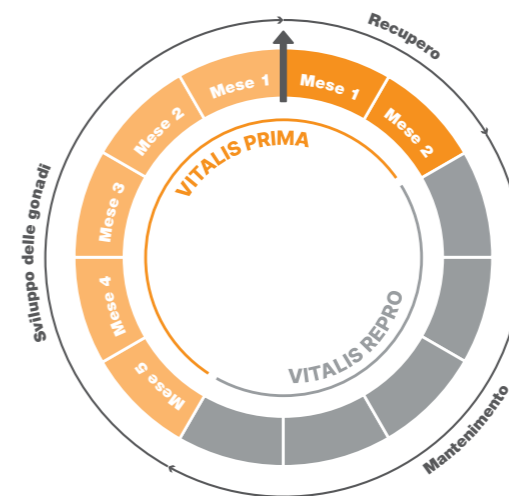 Recupero
Mese 1
Mese 2
Mantenimento
Sviluppo delle gonadi
Mese 5
Mese 4
Mese 3
Mese 2
Mese 1
VITALIS PRIMA
VITALIS REPRO